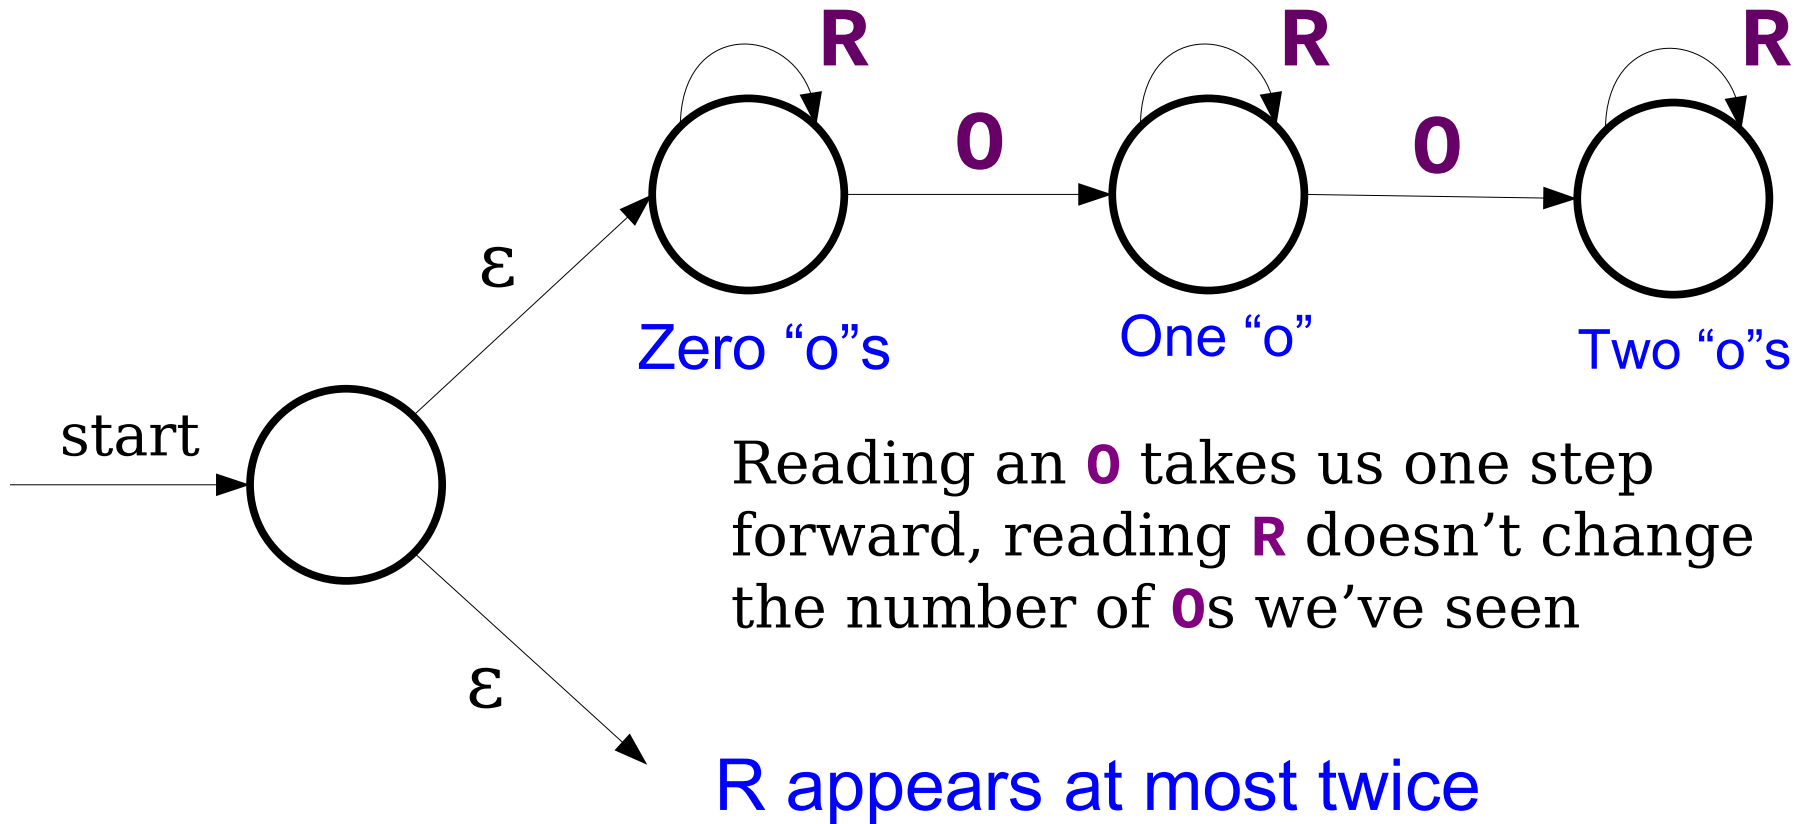 R R R
O O
ε
Zero “o”s One “o” Two “o”s
start
Reading an O takes us one step
forward, reading R doesn’t change
the number of Os we’ve seen
ε
R appears at most twice